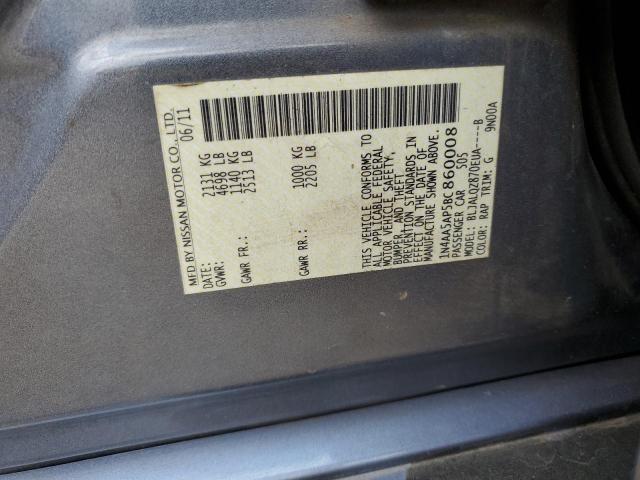 MFD BY NISSAN MOTOR CO., LTD.
DATE: 06/11
GVWR: 2131 KG
4698 LB
GAWR FR.: 1140 KG
2513 LB
GAWR RR.: 1000 KG
2205 LB
THIS VEHICLE CONFORMS TO
ALL APPLICABLE FEDERAL
MOTOR VEHICLE SAFETY,
BUMPER, AND THEFT
PREVENTION STANDARDS IN
EFFECT ON THE DATE OF
MANUFACTURE SHOWN ABOVE.
1N4AA5AP5BC860008
PASSENGER CAR SDS
MODEL: BLJALQZ870EUA-----B
COLOR: RAP TRIM: G 9N00A